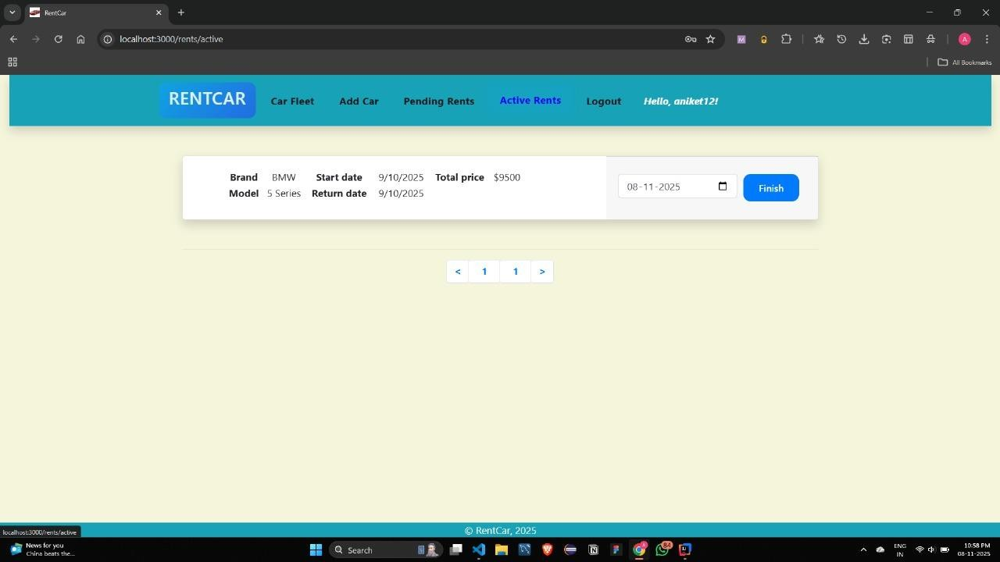 RentCar
localhost:3000/rents/active
All Bookmarks
RENTCAR
Car Fleet
Add Car
Pending Rents
Active Rents
Logout
Hello, aniket12!
Brand BMW Start date 9/10/2025 Total price $9500
Model 5 Series Return date 9/10/2025
08-11-2025
Finish
< 1 1 >
© RentCar, 2025
localhost:3000/rents/active
News for you
China beats the...
Search
84
ENG
IN
10:58 PM
08-11-2025